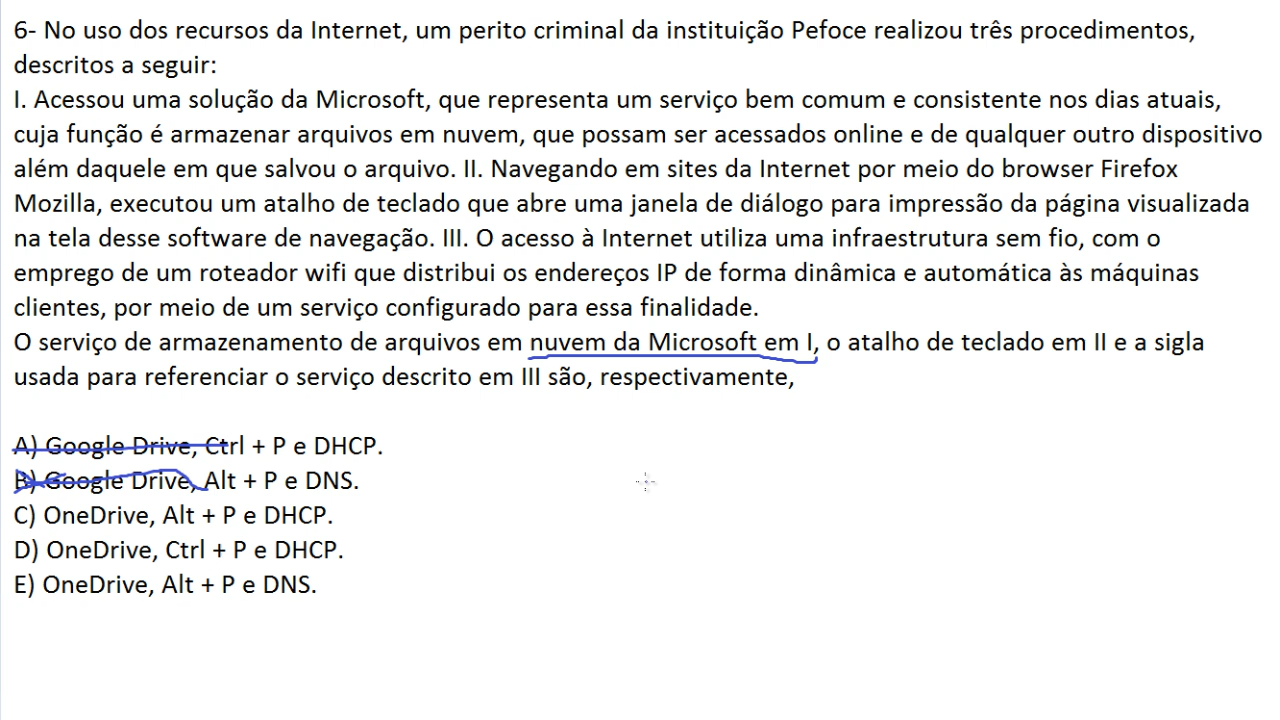 6- No uso dos recursos da Internet, um perito criminal da instituição Pefoce realizou três procedimentos,
descritos a seguir:
I. Acessou uma solução da Microsoft, que representa um serviço bem comum e consistente nos dias atuais,
cuja função é armazenar arquivos em nuvem, que possam ser acessados online e de qualquer outro dispositivo
além daquele em que salvou o arquivo. II. Navegando em sites da Internet por meio do browser Firefox
Mozilla, executou um atalho de teclado que abre uma janela de diálogo para impressão da página visualizada
na tela desse software de navegação. III. O acesso à Internet utiliza uma infraestrutura sem fio, com o
emprego de um roteador wifi que distribui os endereços IP de forma dinâmica e automática às máquinas
clientes, por meio de um serviço configurado para essa finalidade.
O serviço de armazenamento de arquivos em nuvem da Microsoft em I, o atalho de teclado em II e a sigla
usada para referenciar o serviço descrito em III são, respectivamente,
A) Google Drive, Ctrl + P e DHCP.
B) Google Drive, Alt + P e DNS.
C) OneDrive, Alt + P e DHCP.
D) OneDrive, Ctrl + P e DHCP.
E) OneDrive, Alt + P e DNS.